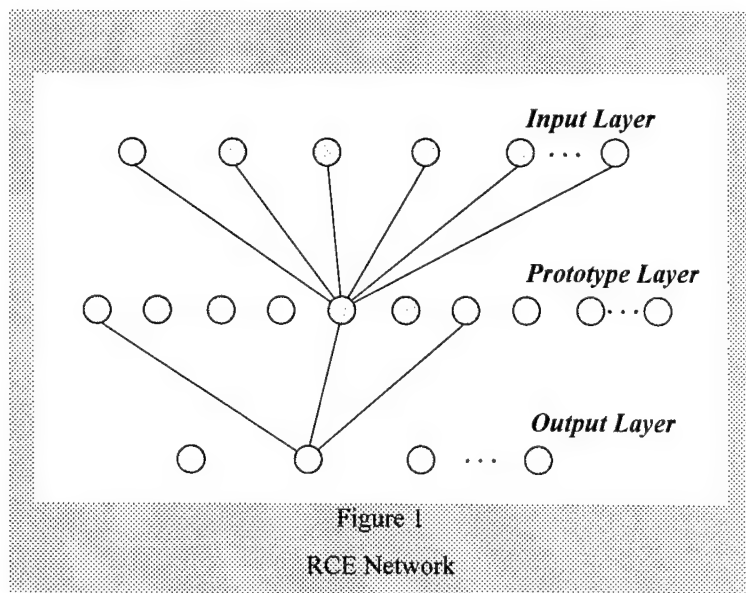 Input Layer
Prototype Layer
Output Layer
Figure 1
RCE Network